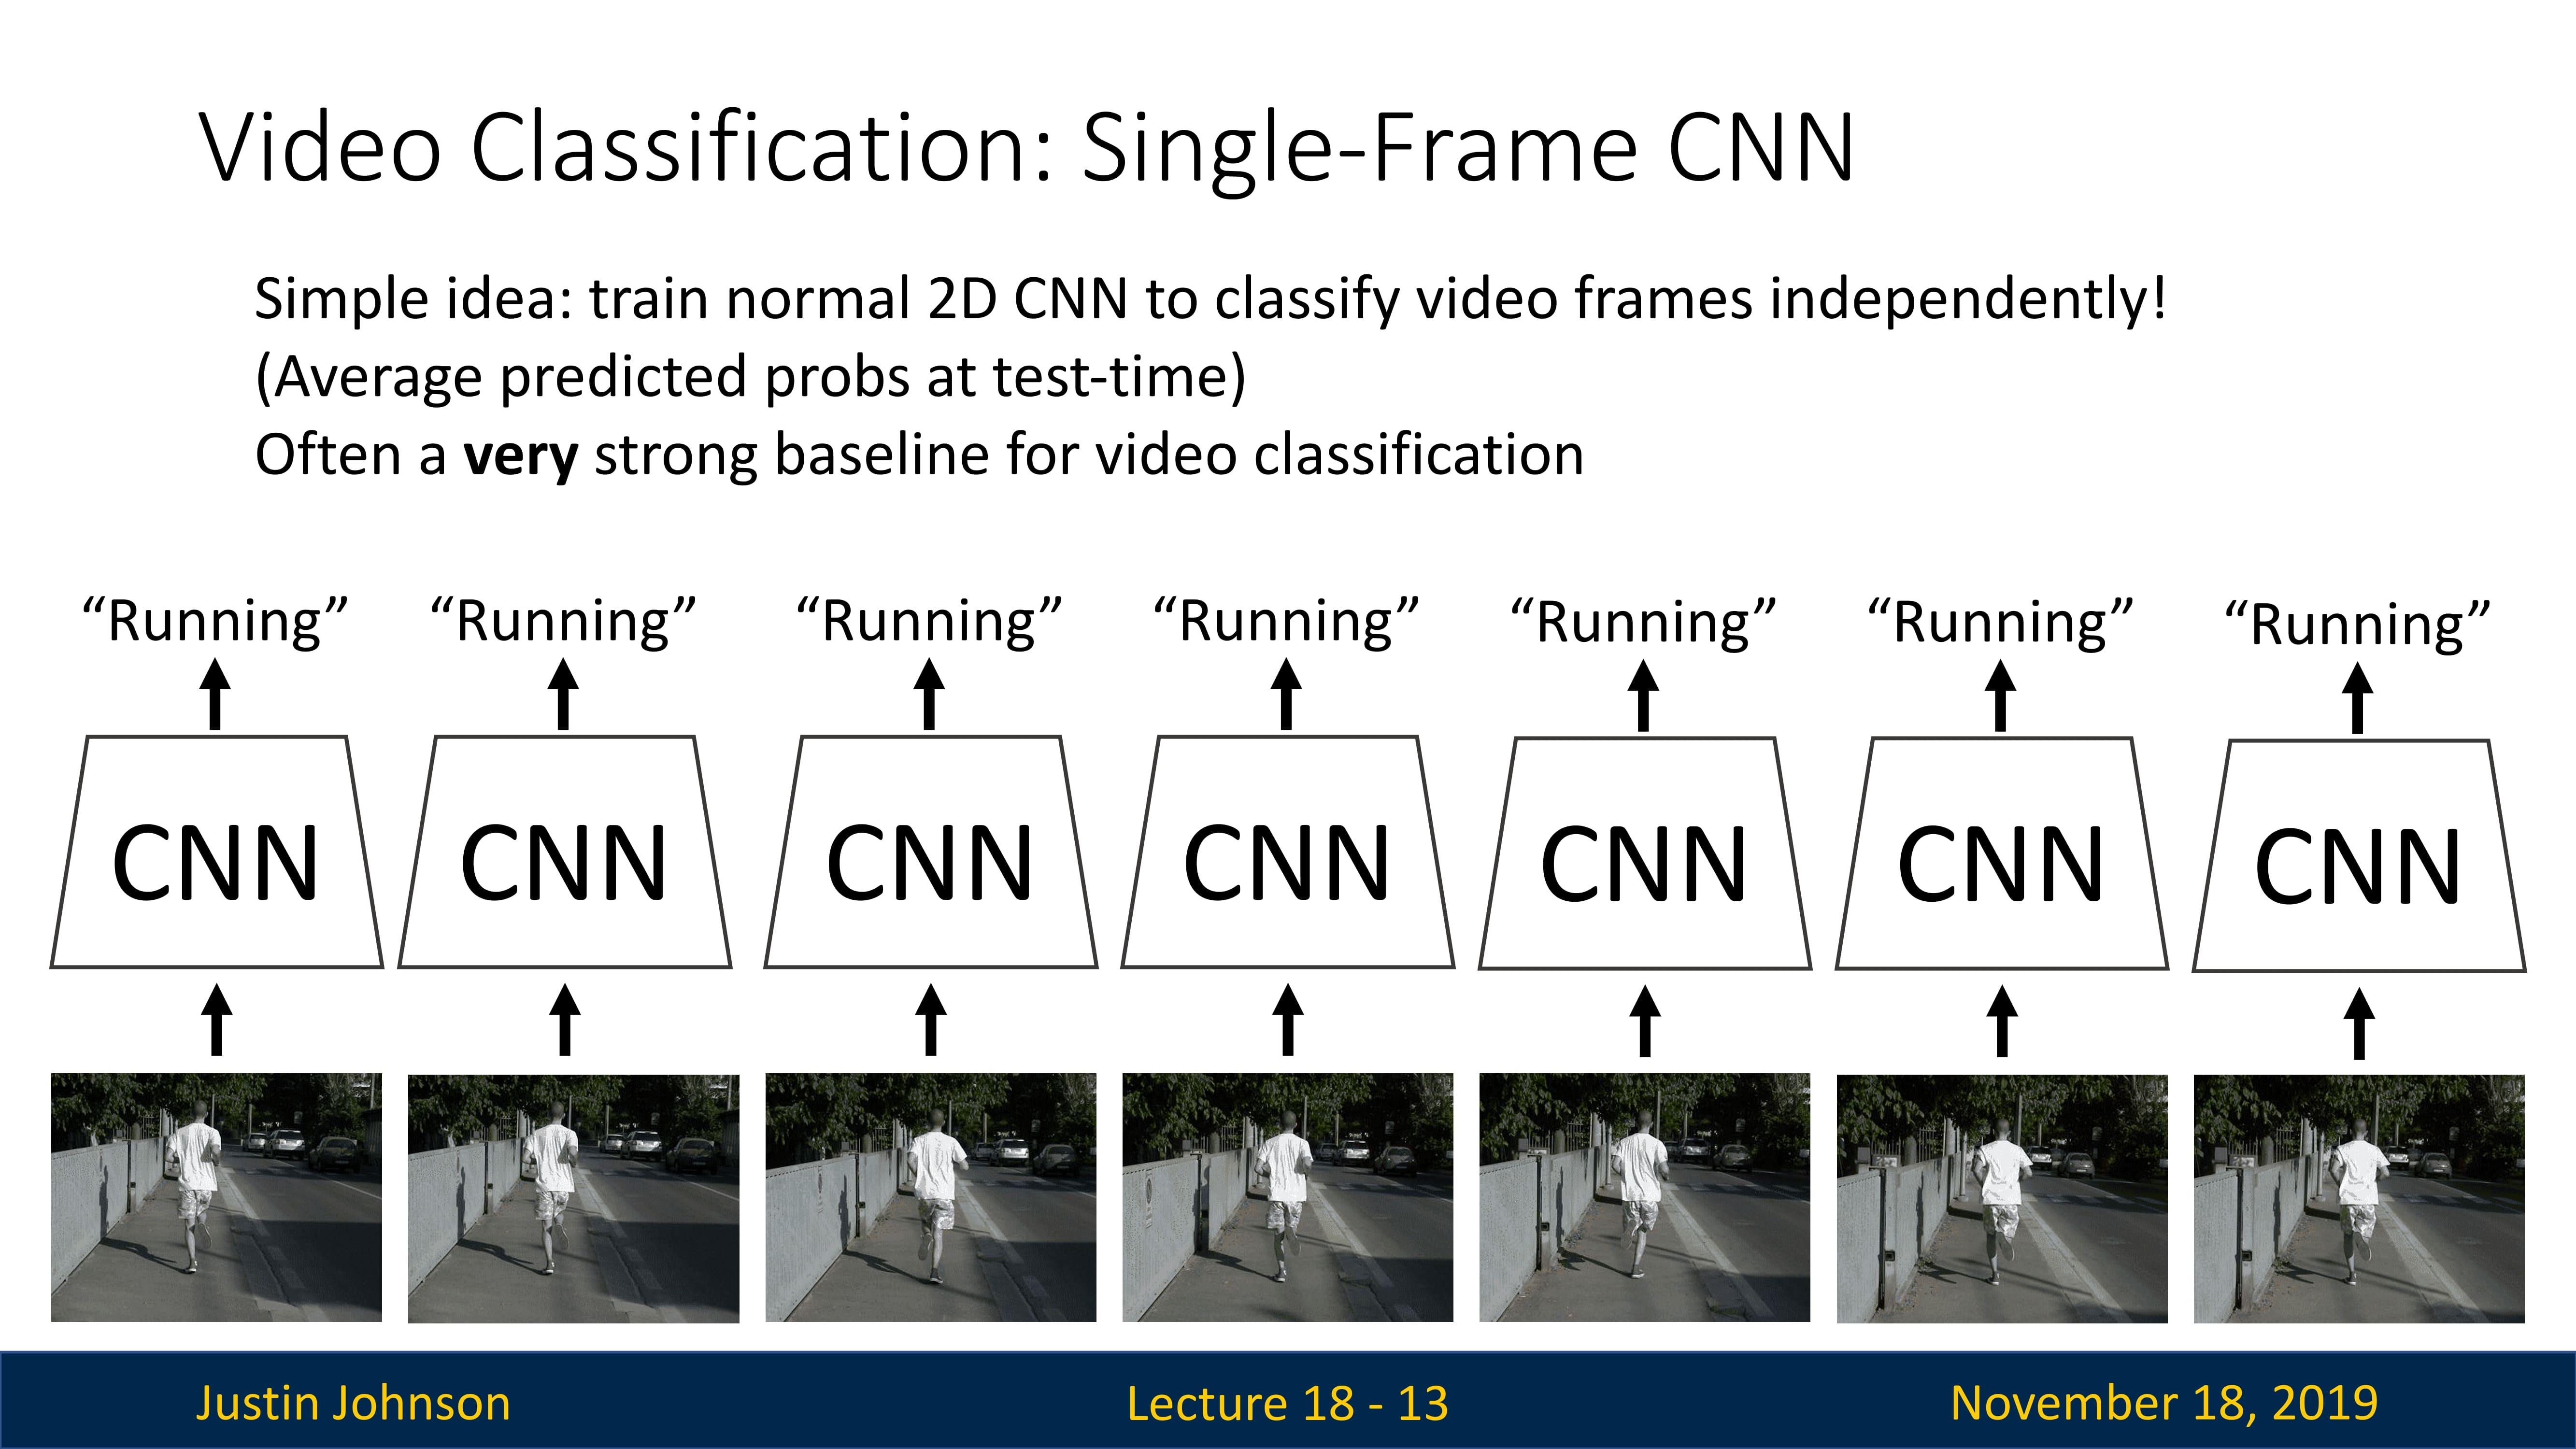 Video Classification: Single-Frame CNN
Simple idea: train normal 2D CNN to classify video frames independently!
(Average predicted probs at test-time)
Often a very strong baseline for video classification
“Running” “Running” “Running” “Running” “Running” “Running” “Running”
CNN CNN CNN CNN CNN CNN CNN
Justin Johnson Lecture 18 - 13 November 18, 2019